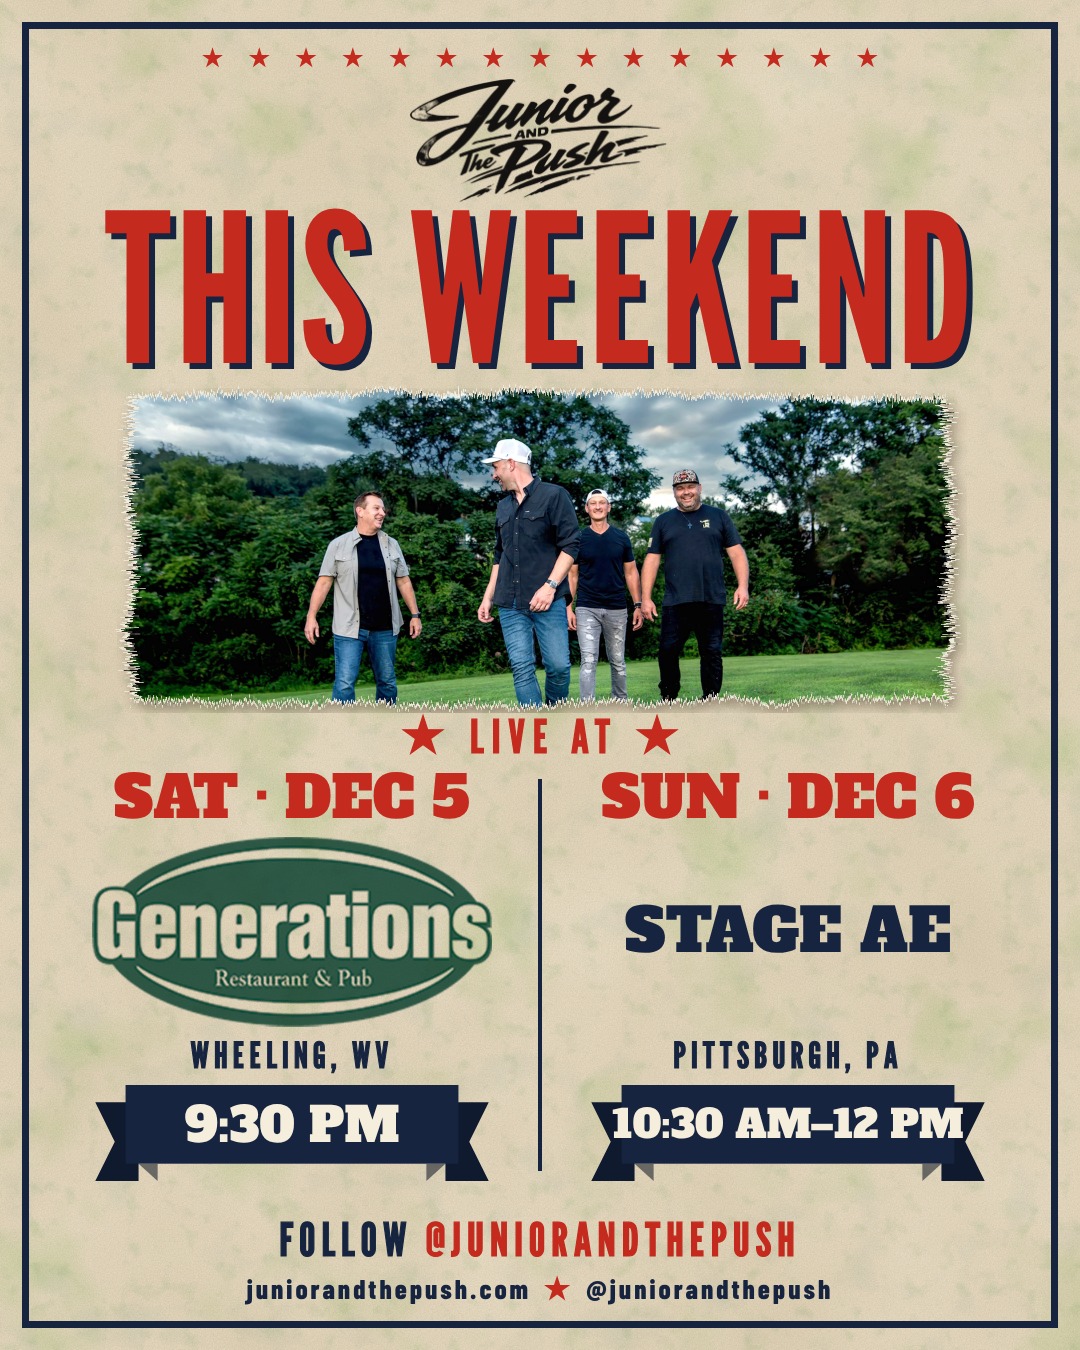 Junior
AND
The Push
THIS WEEKEND
LIVE AT
SAT · DEC 5
Generations
Restaurant & Pub
WHEELING, WV
9:30 PM
SUN · DEC 6
STAGE AE
PITTSBURGH, PA
10:30 AM–12 PM
FOLLOW @JUNIORANDTHEPUSH
juniorandthepush.com ★ @juniorandthepush